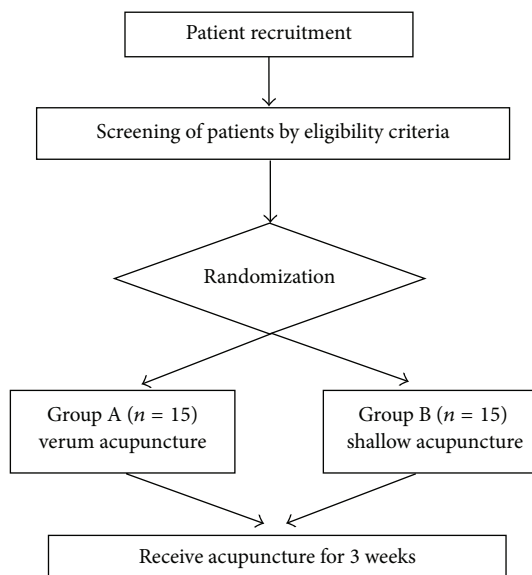 Patient recruitment
Screening of patients by eligibility criteria
Randomization
Group A (n = 15)
verum acupuncture
Group B (n = 15)
shallow acupuncture
Receive acupuncture for 3 weeks